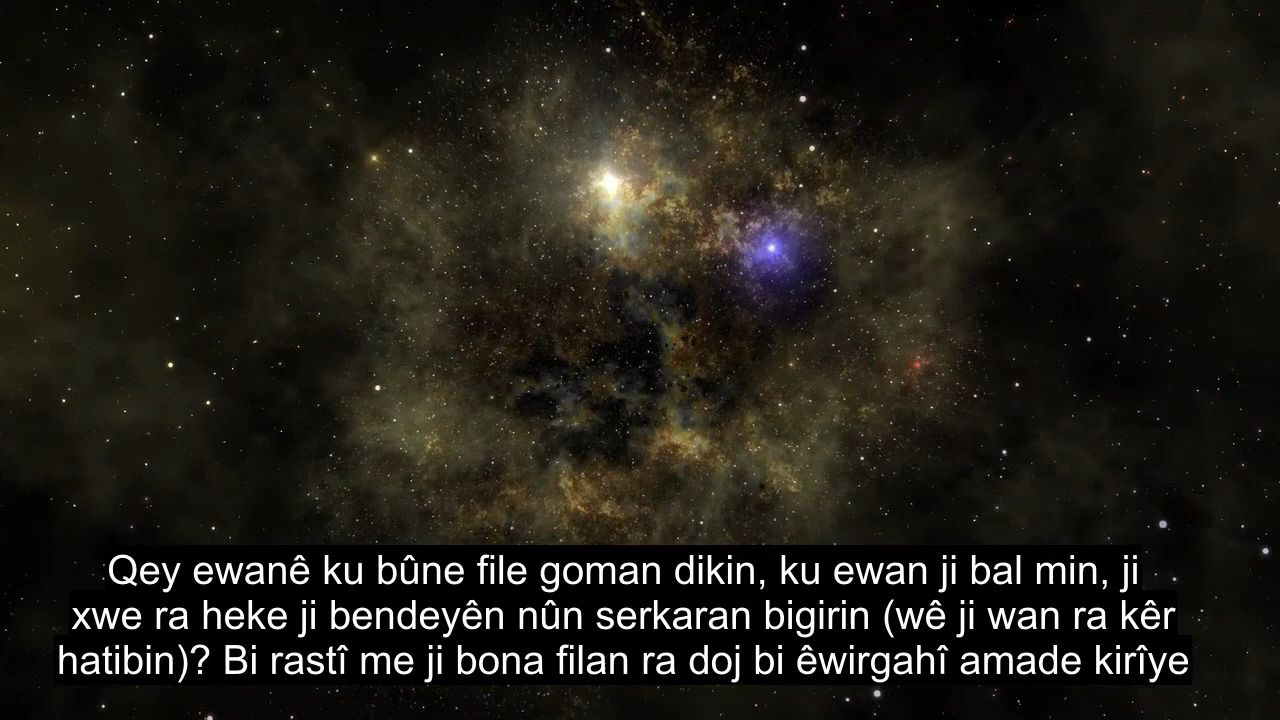 Qey ewanê ku bûne file goman dikin, ku ewan ji bal min, ji
xwe ra heke ji bendeyên nûn serkaran bigirin (wê ji wan ra kêr
hatibin)? Bi rastî me ji bona filan ra doj bi êwirgahî amade kirîye